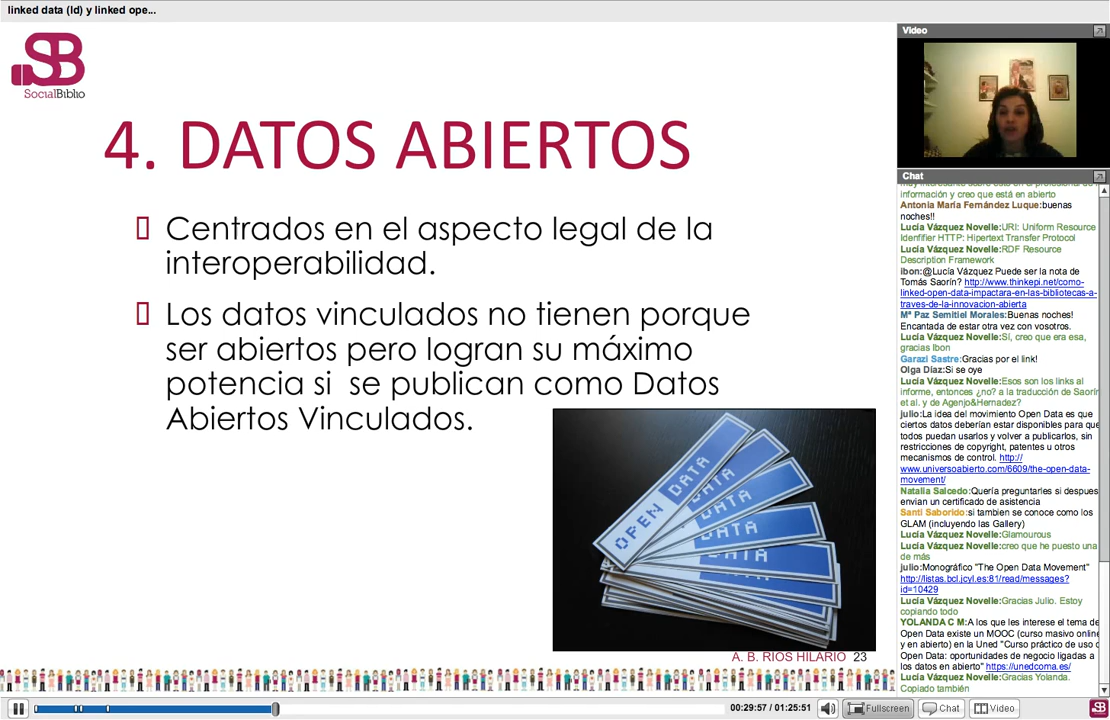 linked data (ld) y linked ope...
SB
SocialBiblio
4. DATOS ABIERTOS
Centrados en el aspecto legal de la
interoperabilidad.
Los datos vinculados no tienen porque
ser abiertos pero logran su máximo
potencia si se publican como Datos
Abiertos Vinculados.
OPEN DATA
DATA
DATA
DATA
DATA
A. B. RIOS HILARIO 23
Video
Chat
información y creo que está en abierto
Antonia María Fernández Luque:buenas
noches!!
Lucía Vázquez Novelle:URI: Uniform Resource
Idenfifier HTTP: Hipertext Transfer Protocol
Lucía Vázquez Novelle:RDF Resource
Description Framework
Ibon:@Lucía Vázquez Puede ser la nota de
Tomás Saorín? http://www.thinkepi.net/como-
linked-open-data-impactara-en-las-bibliotecas-a-
traves-de-la-innovacion-abierta
Mª Paz Semitiel Morales:Buenas noches!
Encantada de estar otra vez con vosotros.
Lucía Vázquez Novelle:Sí, creo que era esa,
gracias Ibon
Garazi Sastre:Gracias por el link!
Olga Díaz:Si se oye
Lucía Vázquez Novelle:Esos son los links al
informe, entonces ¿no? a la traducción de Saorín
et al. y de Agenjo&Hernadez?
julio:La idea del movimiento Open Data es que
ciertos datos deberían estar disponibles para que
todos puedan usarlos y volver a publicarlos, sin
restricciones de copyright, patentes u otros
mecanismos de control. http://
www.universoabierto.com/6609/the-open-data-
movement/
Natalia Salcedo:Quería preguntarles si despues
envian un certificado de asistencia
Santi Saborido:si tambien se conoce como los
GLAM (incluyendo las Gallery)
Lucía Vázquez Novelle:Glamourous
Lucía Vázquez Novelle:creo que he puesto una
de más
julio:Monográfico "The Open Data Movement"
http://listas.bcl.jcyl.es:81/read/messages?
id=10429
Lucía Vázquez Novelle:Gracias Julio. Estoy
copiando todo
YOLANDA C M:A los que les interese el tema de
Open Data existe un MOOC (curso masivo online
y en abierto) en la Uned "Curso práctico de uso d
Open Data: oportunidades de negocio ligadas a
los datos en abierto" https://unedcoma.es/
Lucía Vázquez Novelle:Gracias Yolanda.
Copiado también
00:29:57 / 01:25:51
Fullscreen
Chat
Video
SB